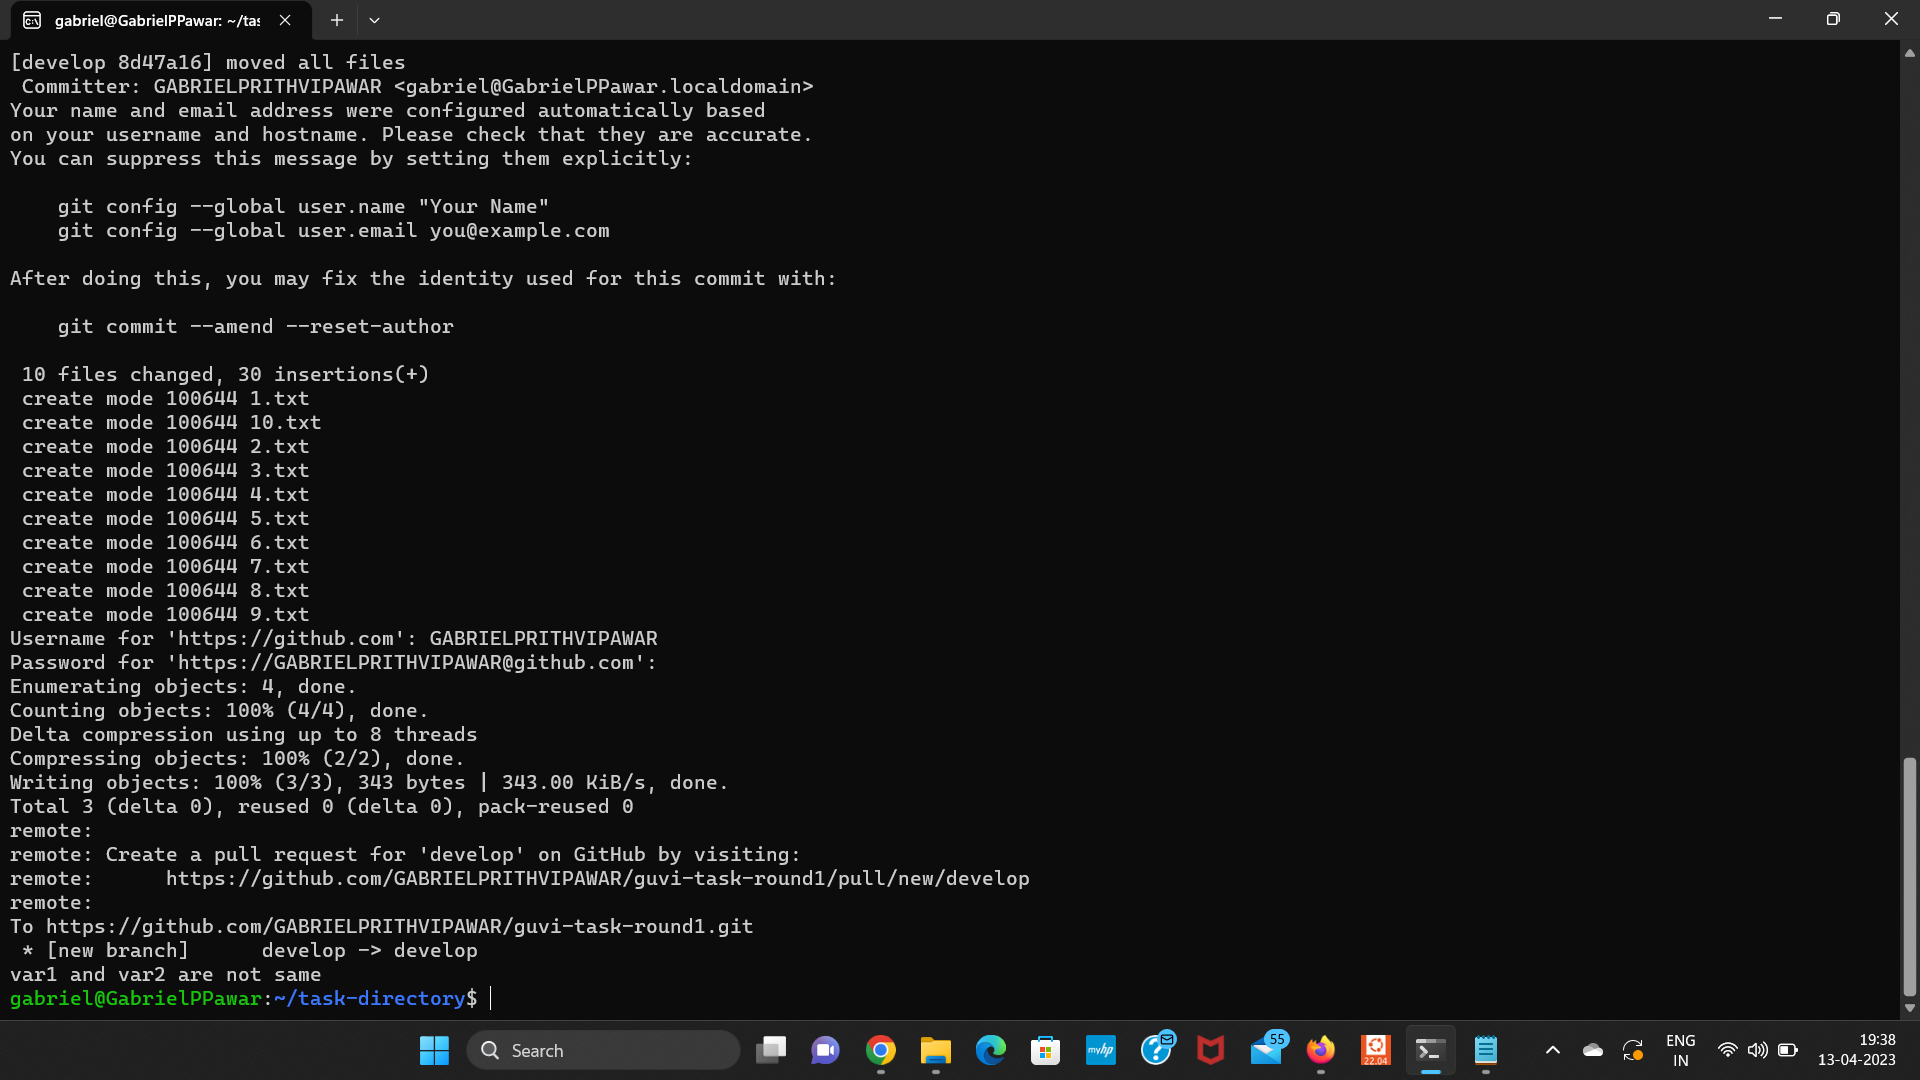 gabriel@GabrielPPawar: ~/tas
[develop 8d47a16] moved all files
 Committer: GABRIELPRITHVIPAWAR <gabriel@GabrielPPawar.localdomain>
Your name and email address were configured automatically based
on your username and hostname. Please check that they are accurate.
You can suppress this message by setting them explicitly:
    git config --global user.name "Your Name"
    git config --global user.email you@example.com
After doing this, you may fix the identity used for this commit with:
    git commit --amend --reset-author
 10 files changed, 30 insertions(+)
 create mode 100644 1.txt
 create mode 100644 10.txt
 create mode 100644 2.txt
 create mode 100644 3.txt
 create mode 100644 4.txt
 create mode 100644 5.txt
 create mode 100644 6.txt
 create mode 100644 7.txt
 create mode 100644 8.txt
 create mode 100644 9.txt
Username for 'https://github.com': GABRIELPRITHVIPAWAR
Password for 'https://GABRIELPRITHVIPAWAR@github.com':
Enumerating objects: 4, done.
Counting objects: 100% (4/4), done.
Delta compression using up to 8 threads
Compressing objects: 100% (2/2), done.
Writing objects: 100% (3/3), 343 bytes | 343.00 KiB/s, done.
Total 3 (delta 0), reused 0 (delta 0), pack-reused 0
remote:
remote: Create a pull request for 'develop' on GitHub by visiting:
remote:      https://github.com/GABRIELPRITHVIPAWAR/guvi-task-round1/pull/new/develop
remote:
To https://github.com/GABRIELPRITHVIPAWAR/guvi-task-round1.git
 * [new branch]      develop -> develop
var1 and var2 are not same
gabriel@GabrielPPawar:~/task-directory$
Search
myhp
55
22.04
ENG
IN
19:38
13-04-2023